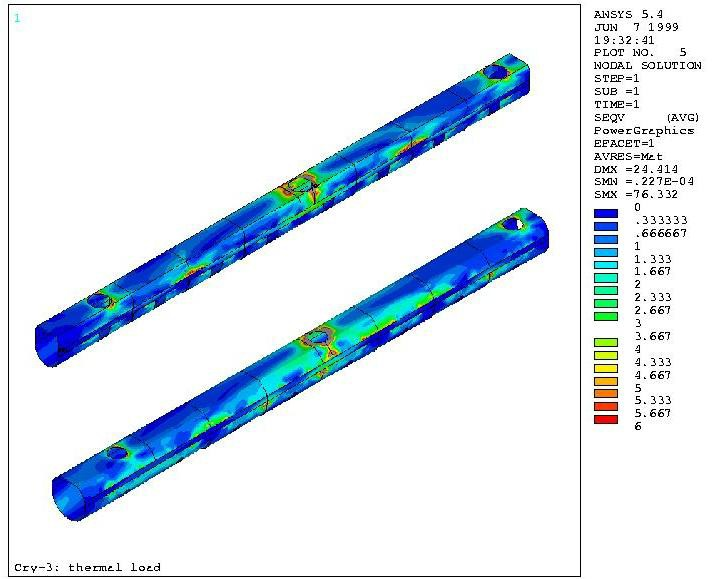 1
ANSYS 5.4
JUN 7 1999
19:32:41
PLOT NO. 5
NODAL SOLUTION
STEP=1
SUB =1
TIME=1
SEQV (AVG)
PowerGraphics
EFACET=1
AVRES=Mat
DMX =24.414
SMN =.227E-04
SMX =76.332
0
.333333
.666667
1
1.333
1.667
2
2.333
2.667
3
3.667
4
4.333
4.667
5
5.333
5.667
6
Cry-3: thermal load